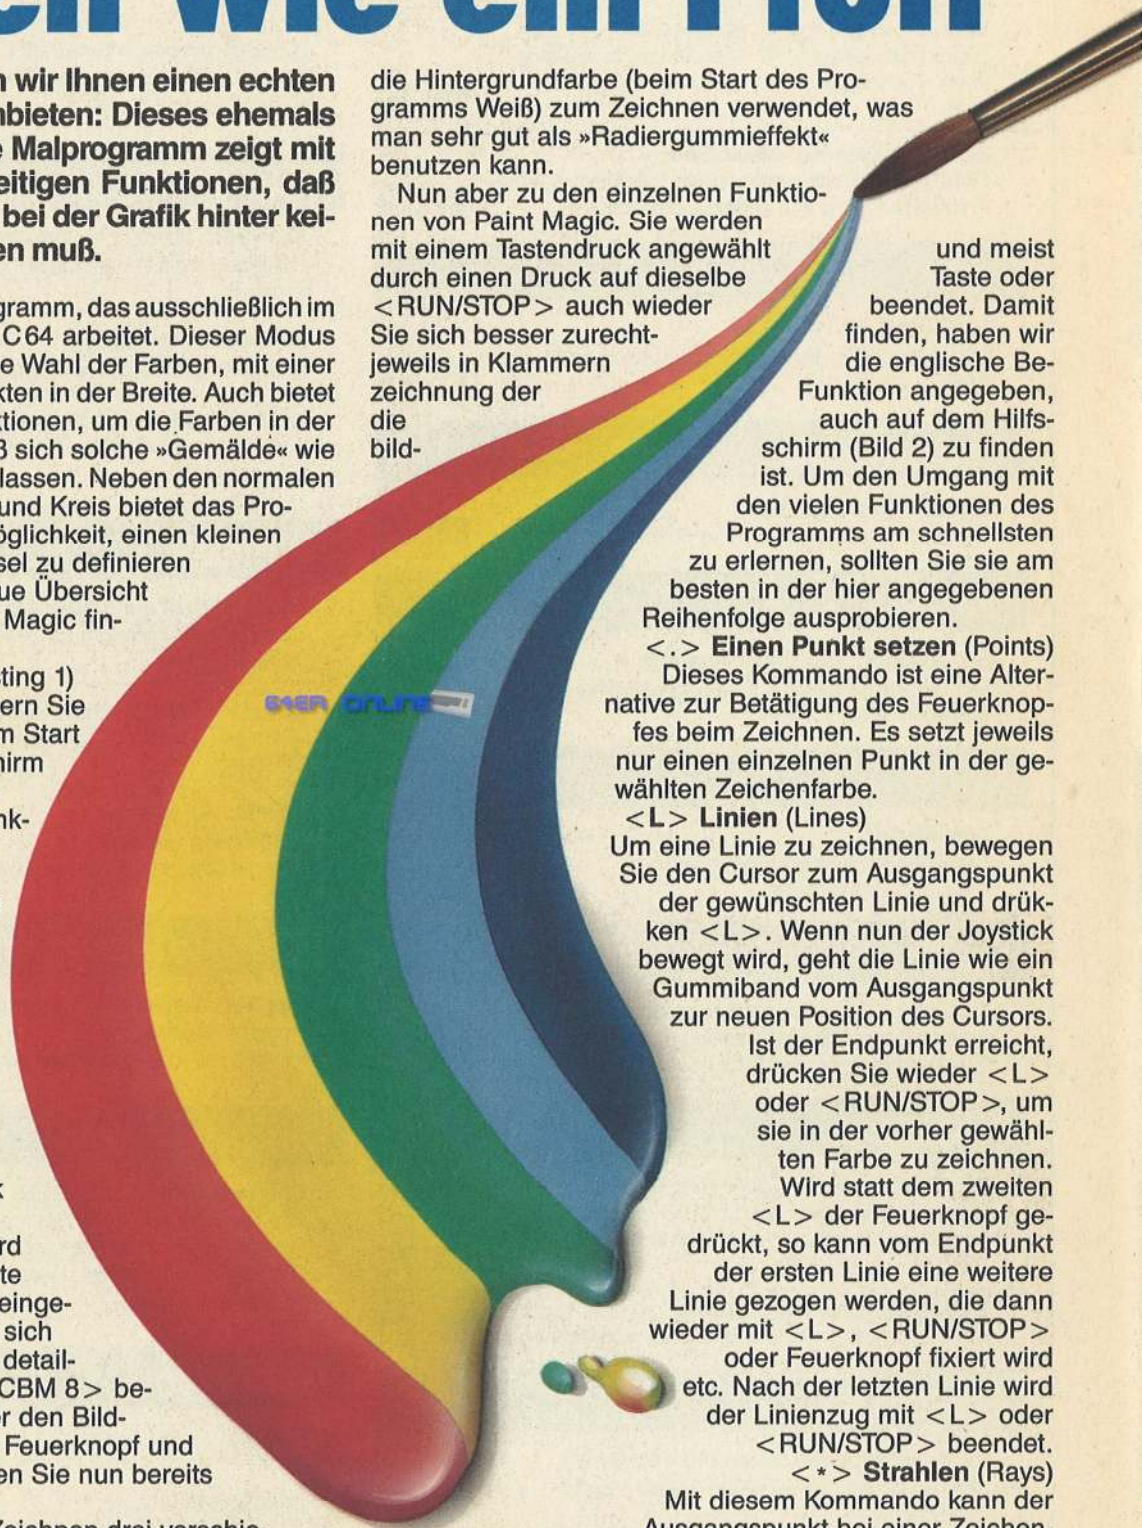 wie ein Profi
n wir Ihnen einen echten
nbieten: Dieses ehemals
e Malprogramm zeigt mit
eitigen Funktionen, daß
bei der Grafik hinter kei-
en muß.
gramm, das ausschließlich im
C 64 arbeitet. Dieser Modus
e Wahl der Farben, mit einer
kten in der Breite. Auch bietet
ktionen, um die Farben in der
ß sich solche »Gemälde« wie
lassen. Neben den normalen
und Kreis bietet das Pro-
öglichkeit, einen kleinen
sel zu definieren
ue Übersicht
Magic fin-
ting 1)
ern Sie
m Start
hirm
nk-
k
rd
te
einge-
sich
detail-
CBM 8> be-
r den Bild-
Feuerknopf und
en Sie nun bereits
Zeichnen drei verschie-
die Hintergrundfarbe (beim Start des Pro-
gramms Weiß) zum Zeichnen verwendet, was
man sehr gut als »Radiergummieffekt«
benutzen kann.
Nun aber zu den einzelnen Funktio-
nen von Paint Magic. Sie werden
mit einem Tastendruck angewählt und meist
durch einen Druck auf dieselbe Taste oder
<RUN/STOP> auch wieder beendet. Damit
Sie sich besser zurecht- finden, haben wir
jeweils in Klammern die englische Be-
zeichnung der Funktion angegeben,
die auch auf dem Hilfs-
bild- schirm (Bild 2) zu finden
ist. Um den Umgang mit
den vielen Funktionen des
Programms am schnellsten
zu erlernen, sollten Sie sie am
besten in der hier angegebenen
Reihenfolge ausprobieren.
<.> Einen Punkt setzen (Points)
Dieses Kommando ist eine Alter-
native zur Betätigung des Feuerknop-
fes beim Zeichnen. Es setzt jeweils
nur einen einzelnen Punkt in der ge-
wählten Zeichenfarbe.
<L> Linien (Lines)
Um eine Linie zu zeichnen, bewegen
Sie den Cursor zum Ausgangspunkt
der gewünschten Linie und drük-
ken <L>. Wenn nun der Joystick
bewegt wird, geht die Linie wie ein
Gummiband vom Ausgangspunkt
zur neuen Position des Cursors.
Ist der Endpunkt erreicht,
drücken Sie wieder <L>
oder <RUN/STOP>, um
sie in der vorher gewähl-
ten Farbe zu zeichnen.
Wird statt dem zweiten
<L> der Feuerknopf ge-
drückt, so kann vom Endpunkt
der ersten Linie eine weitere
Linie gezogen werden, die dann
wieder mit <L>, <RUN/STOP>
oder Feuerknopf fixiert wird
etc. Nach der letzten Linie wird
der Linienzug mit <L> oder
<RUN/STOP> beendet.
<*> Strahlen (Rays)
Mit diesem Kommando kann der
Ausgangspunkt bei einer Zeichen-
64ER ONLINE